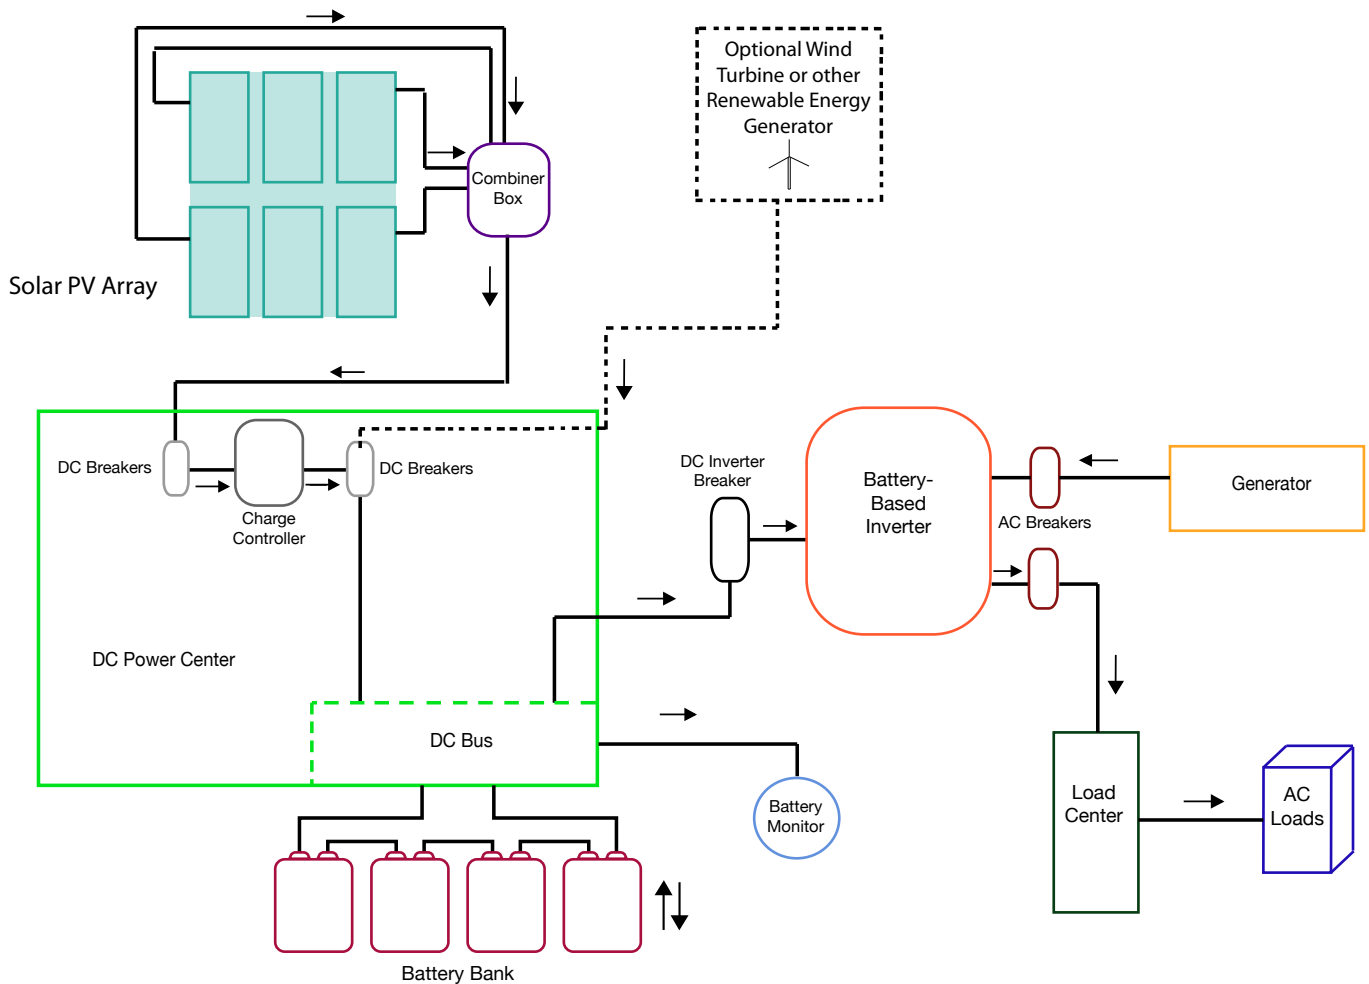 Optional Wind
Turbine or other
Renewable Energy
Generator
Combiner
Box
Solar PV Array
DC Breakers
DC Breakers
Charge
Controller
DC Inverter
Breaker
Battery-
Based
Inverter
AC Breakers
Generator
DC Power Center
DC Bus
Battery
Monitor
Load
Center
AC
Loads
Battery Bank